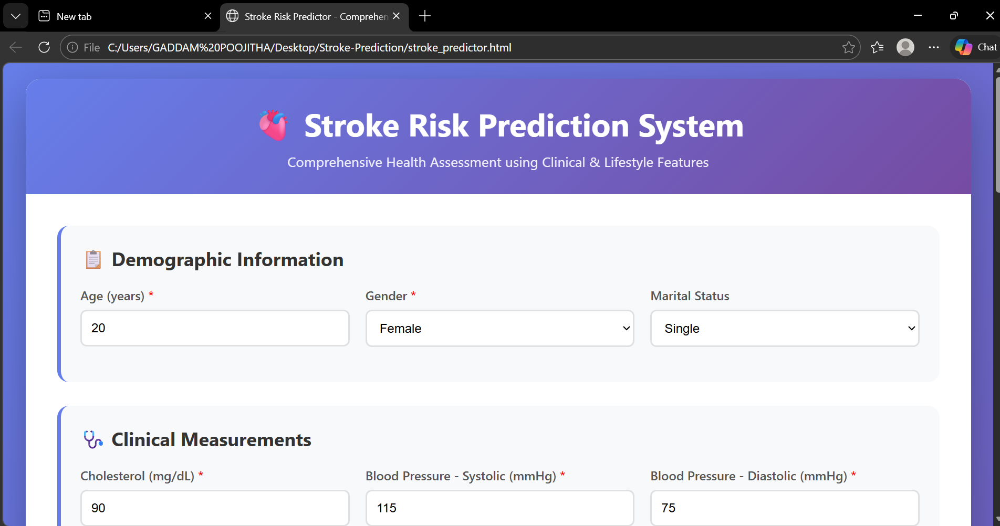 New tab
Stroke Risk Predictor - Comprehen
File C:/Users/GADDAM%20POOJITHA/Desktop/Stroke-Prediction/stroke_predictor.html
Chat
Stroke Risk Prediction System
Comprehensive Health Assessment using Clinical & Lifestyle Features
Demographic Information
Age (years) * Gender * Marital Status
20 Female Single
Clinical Measurements
Cholesterol (mg/dL) * Blood Pressure - Systolic (mmHg) * Blood Pressure - Diastolic (mmHg) *
90 115 75